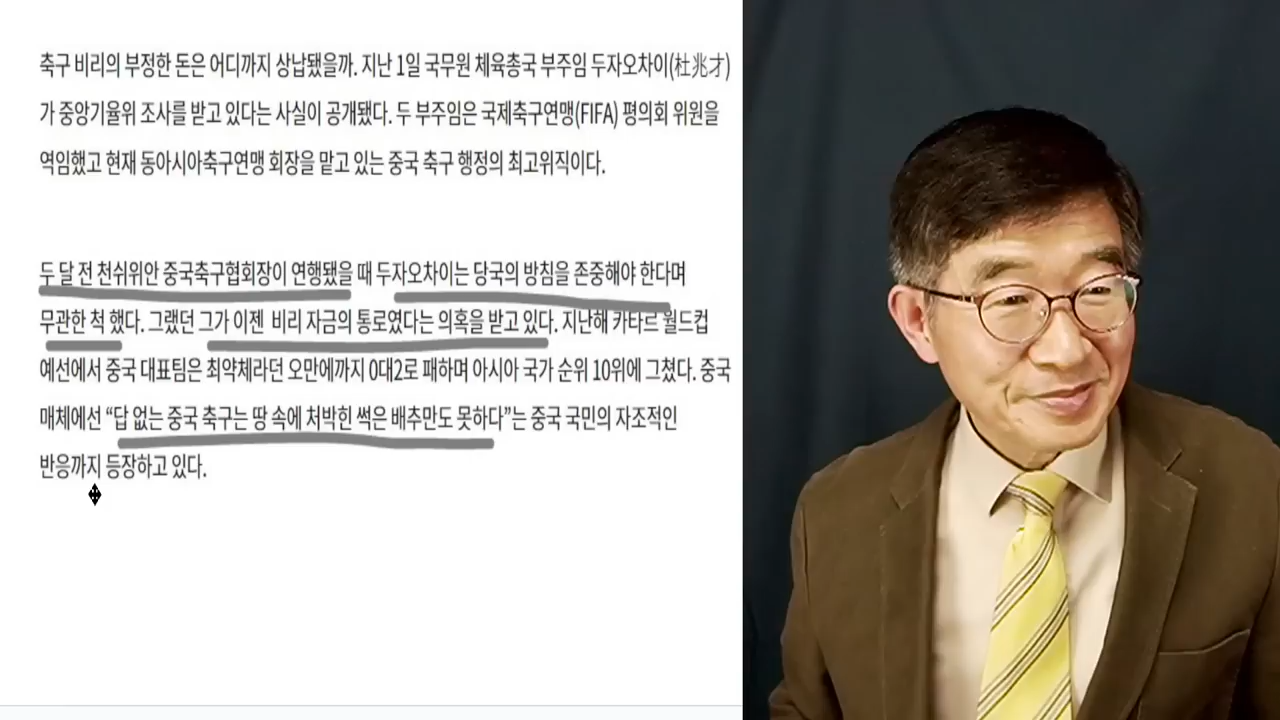 축구 비리의 부정한 돈은 어디까지 상납됐을까. 지난 1일 국무원 체육총국 부주임 두자오차이(杜兆才)
가 중앙기율위 조사를 받고 있다는 사실이 공개됐다. 두 부주임은 국제축구연맹(FIFA) 평의회 위원을
역임했고 현재 동아시아축구연맹 회장을 맡고 있는 중국 축구 행정의 최고위직이다.
두 달 전 천쉬위안 중국축구협회장이 연행됐을 때 두자오차이는 당국의 방침을 존중해야 한다며
무관한 척 했다. 그랬던 그가 이젠 비리 자금의 통로였다는 의혹을 받고 있다. 지난해 카타르 월드컵
예선에서 중국 대표팀은 최약체라던 오만에까지 0대2로 패하며 아시아 국가 순위 10위에 그쳤다. 중국
매체에선 “답 없는 중국 축구는 땅 속에 처박힌 썩은 배추만도 못하다”는 중국 국민의 자조적인
반응까지 등장하고 있다.